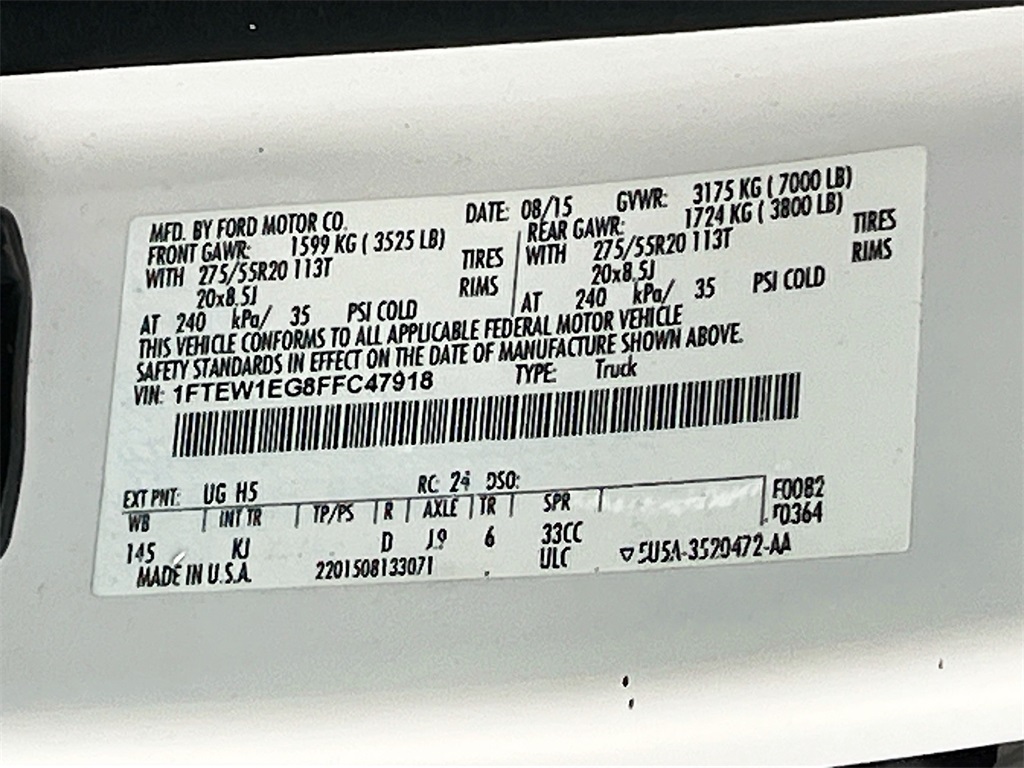 MFD. BY FORD MOTOR CO. DATE: 08/15 GVWR: 3175 KG ( 7000 LB)
FRONT GAWR: 1599 KG ( 3525 LB) REAR GAWR: 1724 KG ( 3800 LB)
WITH 275/55R20 113T TIRES WITH 275/55R20 113T TIRES
20x8.5J RIMS 20x8.5J RIMS
AT 240 kPa/ 35 PSI COLD AT 240 kPa/ 35 PSI COLD
THIS VEHICLE CONFORMS TO ALL APPLICABLE FEDERAL MOTOR VEHICLE
SAFETY STANDARDS IN EFFECT ON THE DATE OF MANUFACTURE SHOWN ABOVE.
VIN: 1FTEW1EG8FFC47918 TYPE: Truck
EXT PNT: UG H5 RC: 24 DSO: F0082
WB INT TR TP/PS R AXLE TR SPR F0364
145 KJ D J9 6 33CC
MADE IN U.S.A. 2201508133071 ULC ▽5U5A-3520472-AA